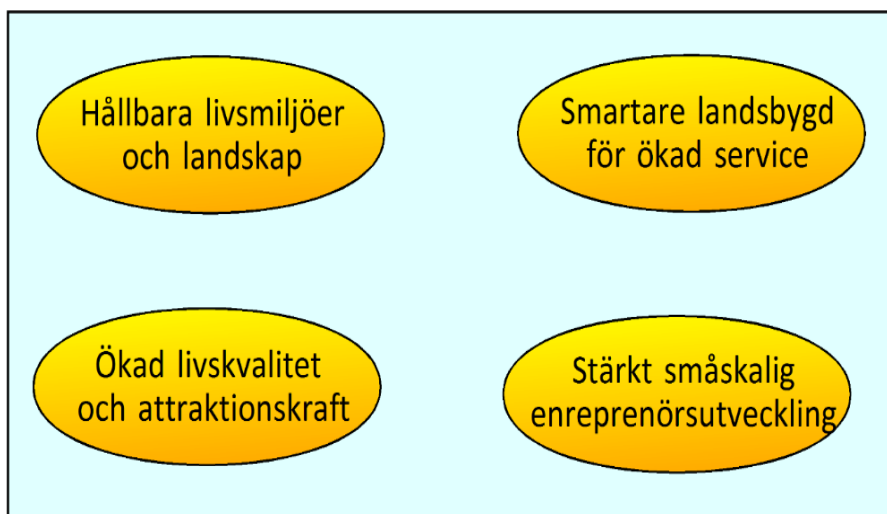 Hållbara livsmiljöer
och landskap
Smartare landsbygd
för ökad service
Ökad livskvalitet
och attraktionskraft
Stärkt småskalig
enreprenörsutveckling